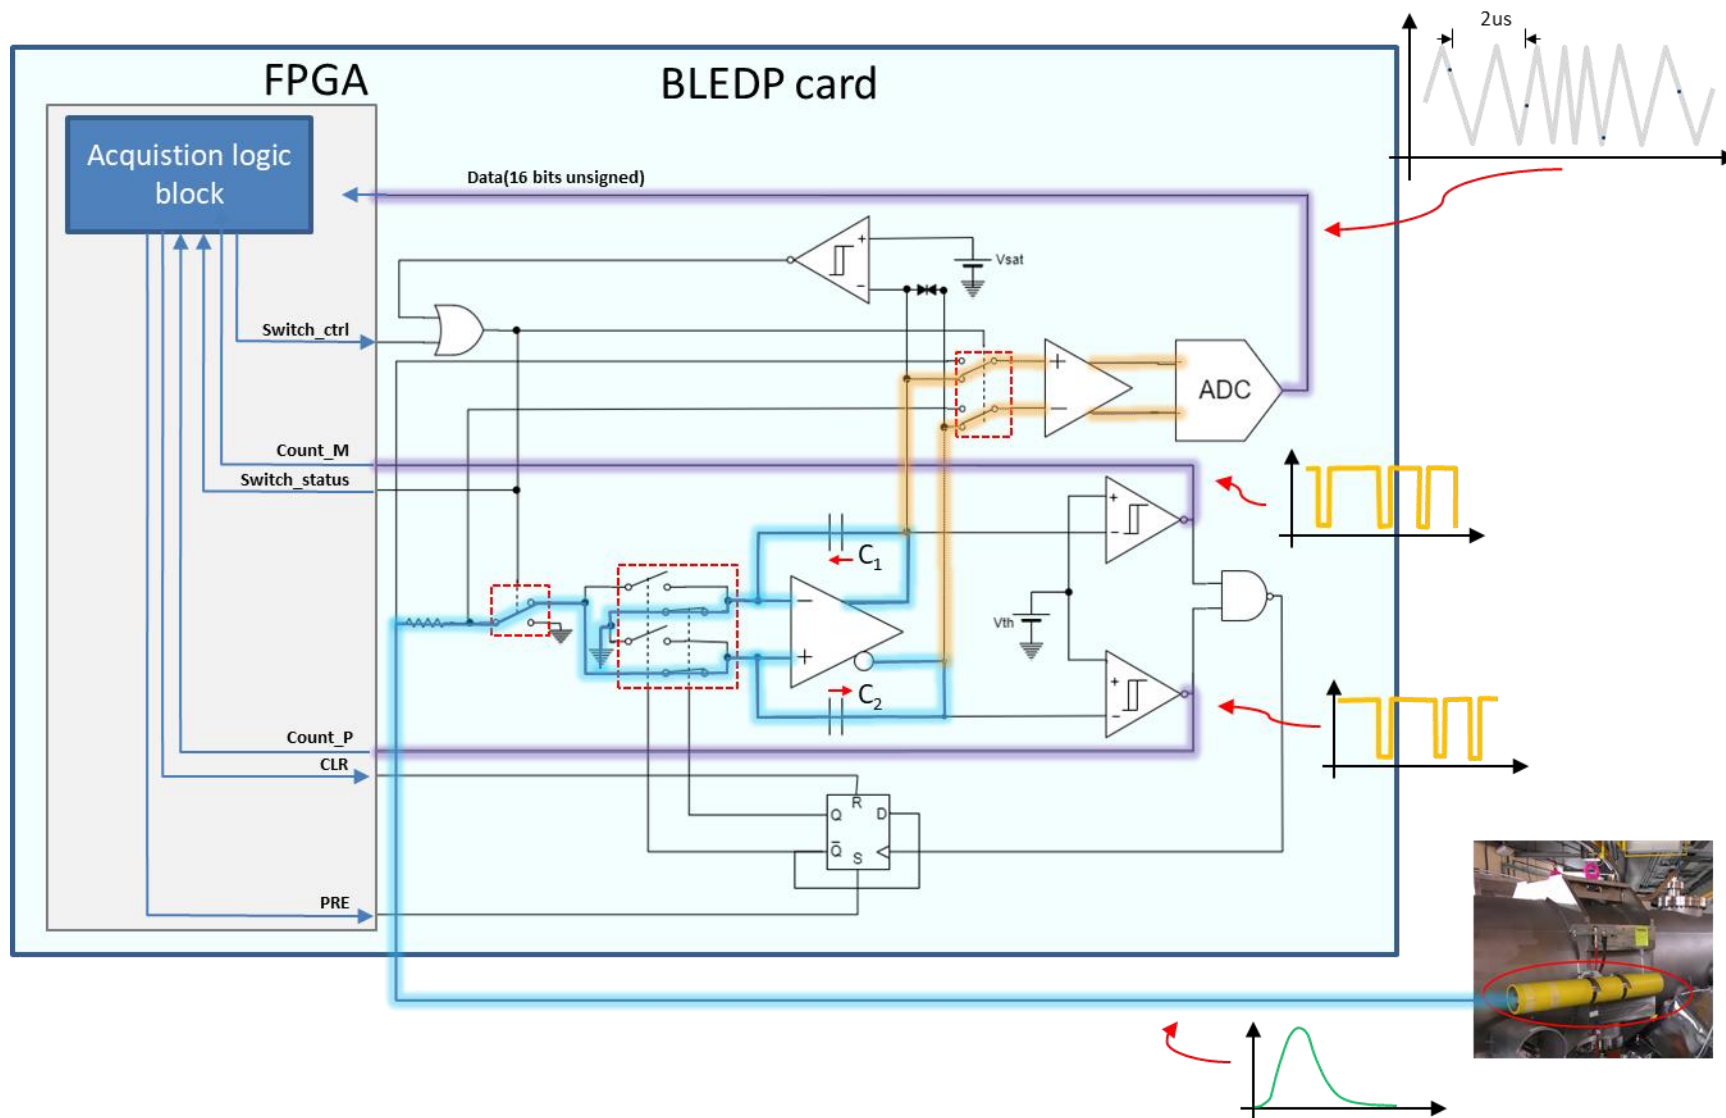 2us
FPGA
BLEDP card
Acquistion logic
block
Data(16 bits unsigned)
+
Vsat
−
Switch_ctrl
+
−
ADC
Count_M
Switch_status
+
−
C1
−
+
C2
Vth
+
−
Count_P
CLR
R
Q
D
Q̅
S
PRE